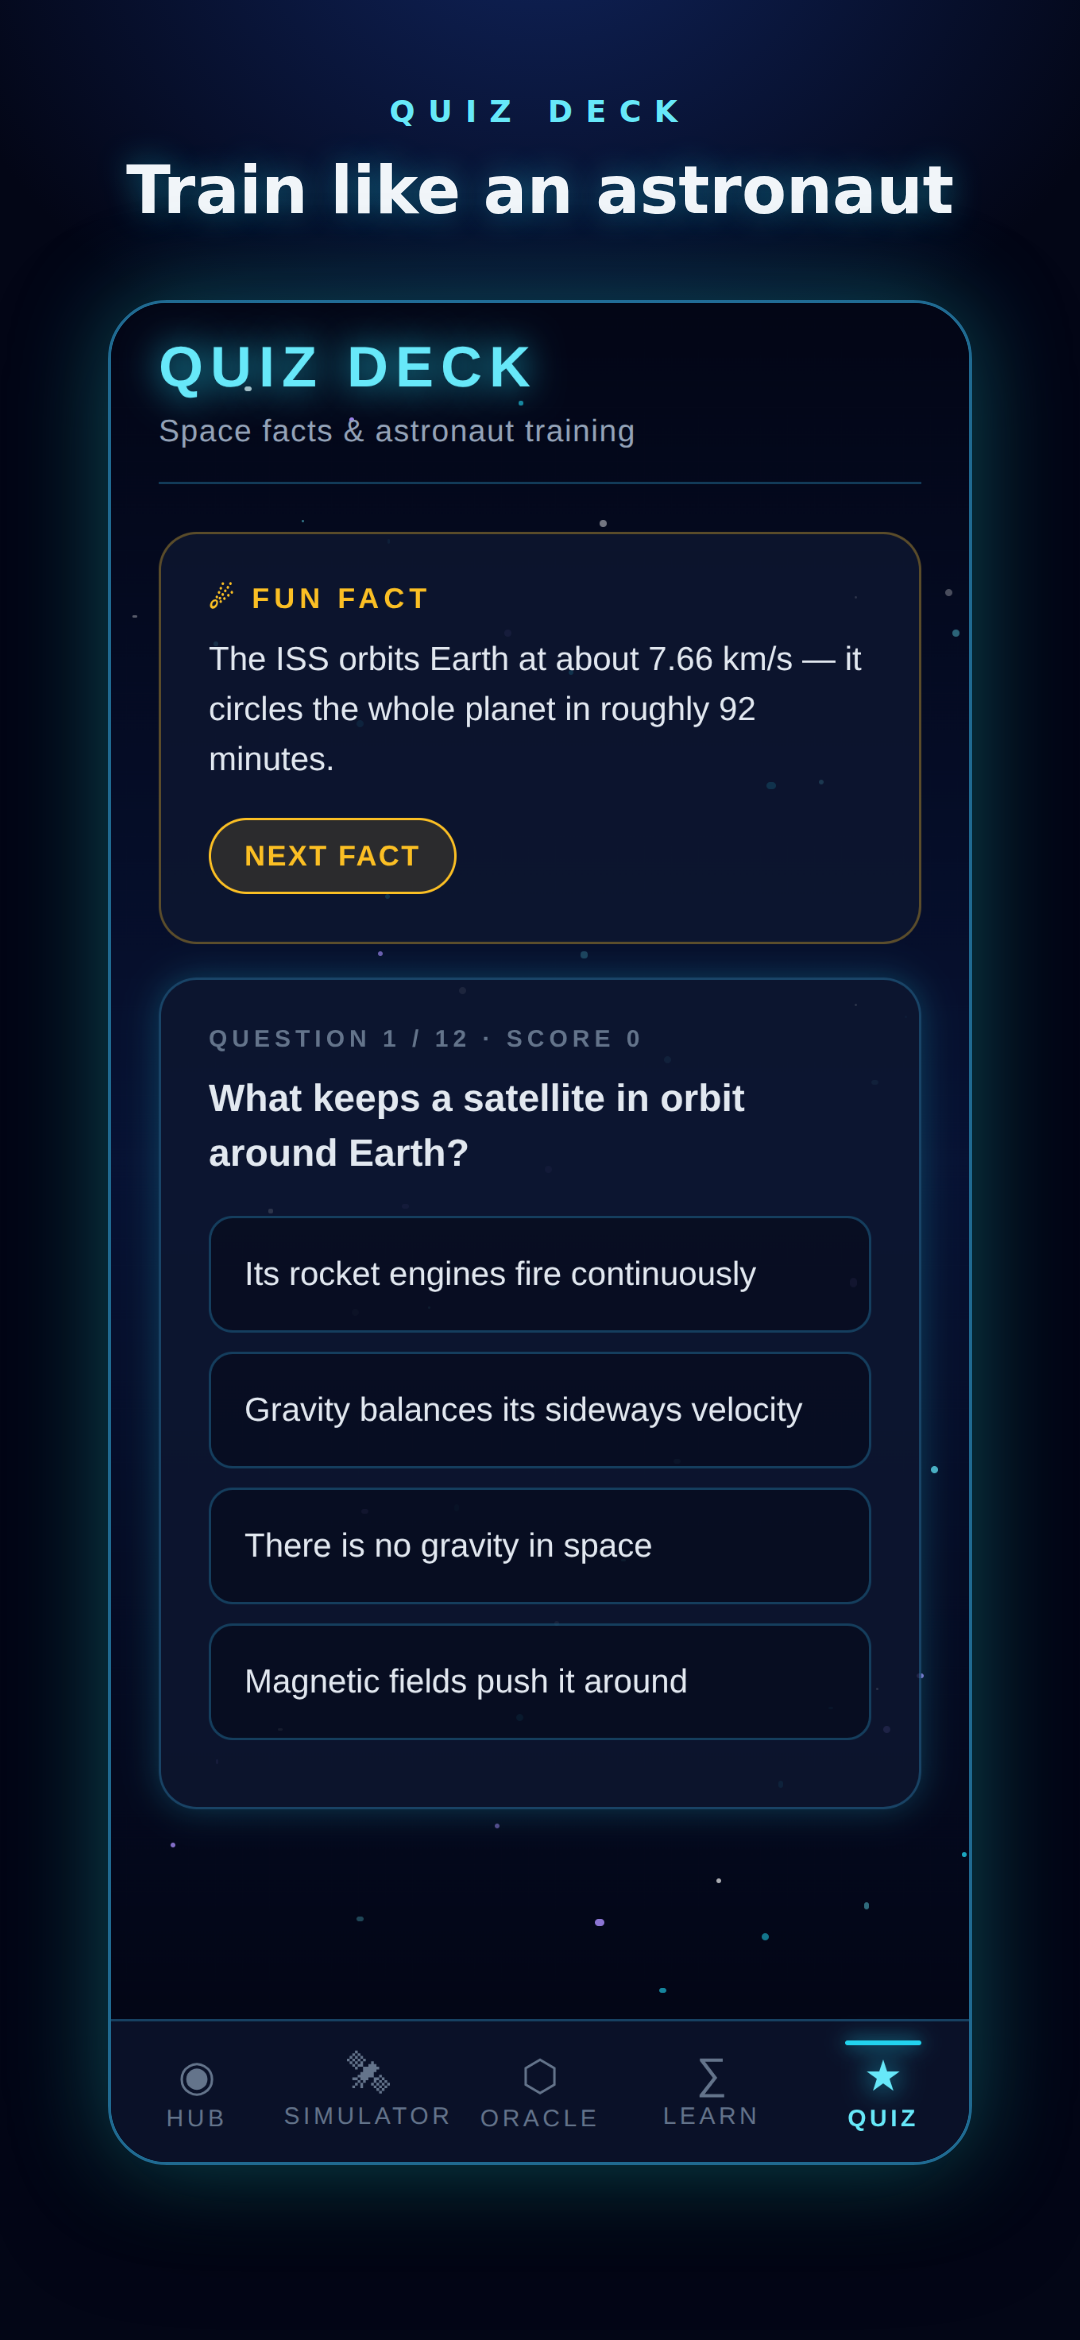 QUIZ DECK
Train like an astronaut
QUIZ DECK
Space facts & astronaut training
☄ FUN FACT
The ISS orbits Earth at about 7.66 km/s — it
circles the whole planet in roughly 92
minutes.
NEXT FACT
QUESTION 1 / 12 · SCORE 0
What keeps a satellite in orbit
around Earth?
Its rocket engines fire continuously
Gravity balances its sideways velocity
There is no gravity in space
Magnetic fields push it around
HUB
SIMULATOR
ORACLE
∑
LEARN
QUIZ